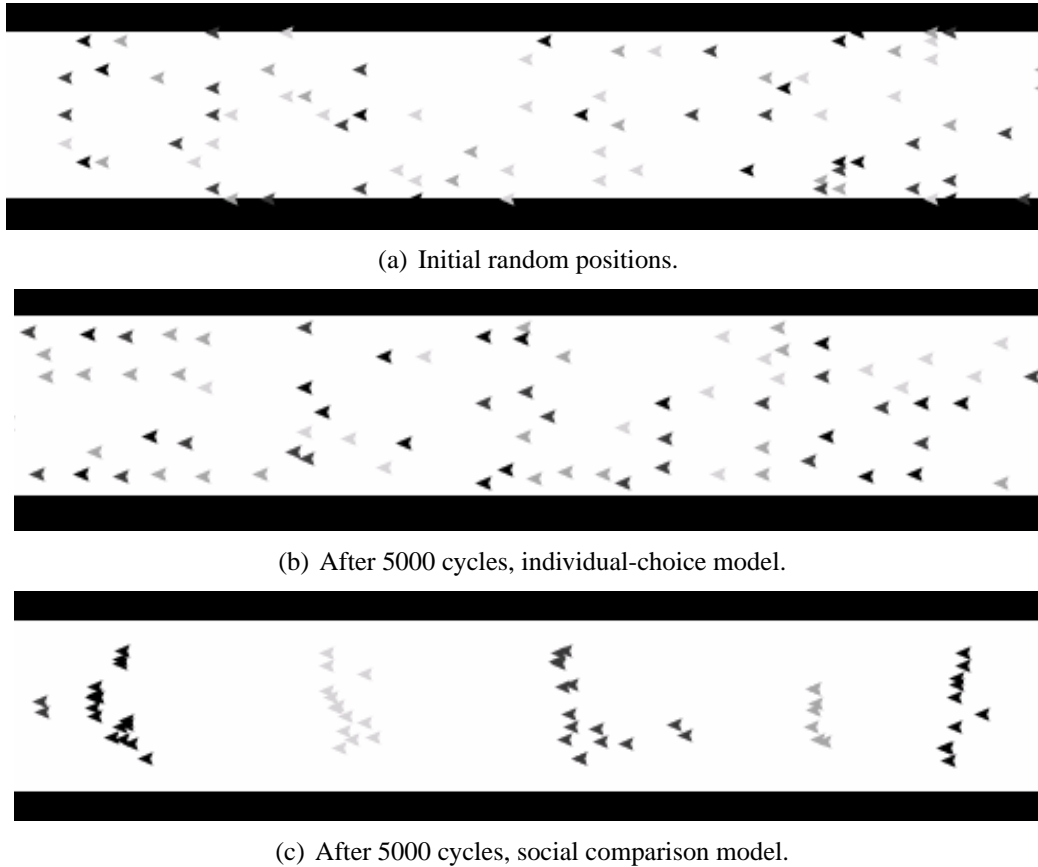 (a) Initial random positions.
(b) After 5000 cycles, individual-choice model.
(c) After 5000 cycles, social comparison model.